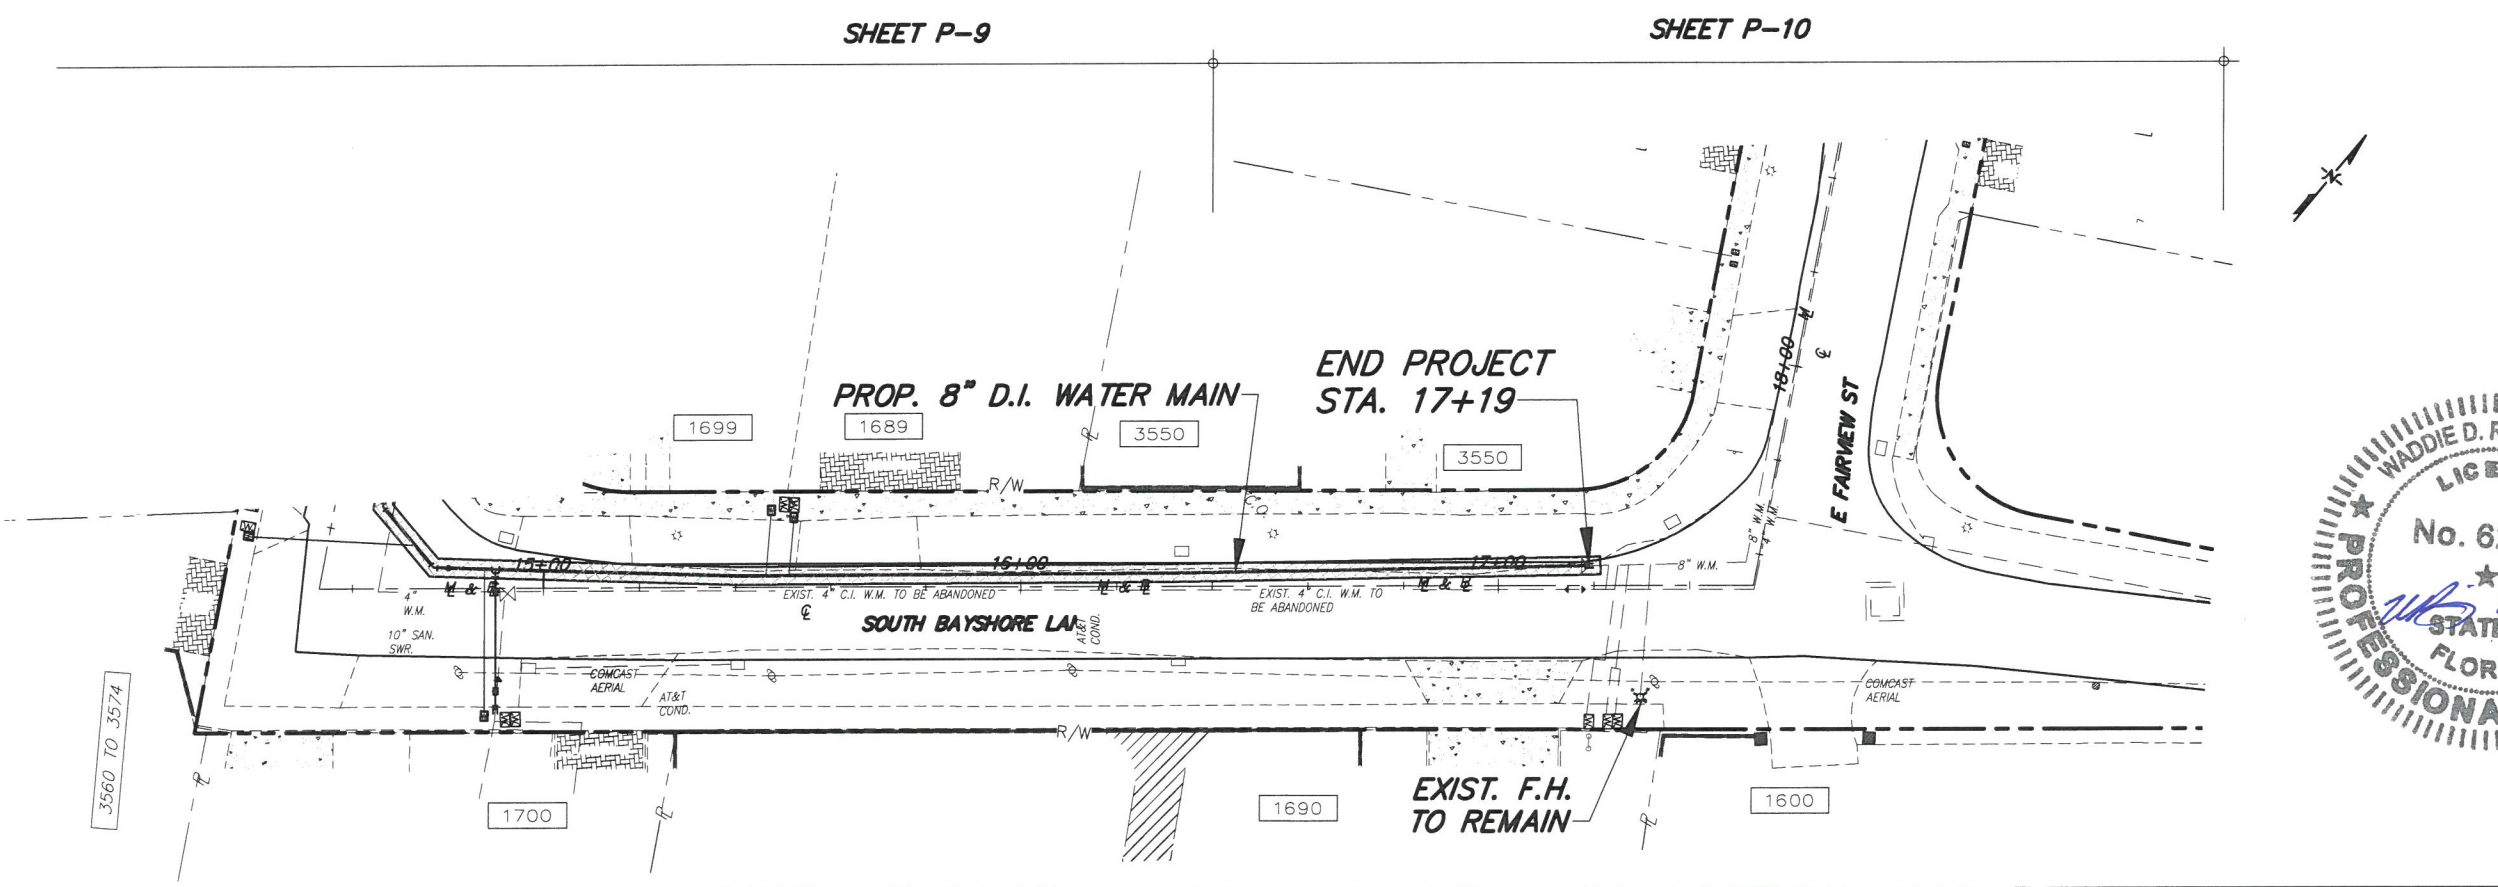 SHEET P-9
SHEET P-10
N
END PROJECT
STA. 17+19
PROP. 8" D.I. WATER MAIN
1699
1689
3550
3550
R/W
18+00
E FAIRVIEW ST
15+00
16+00
17+00
8" W.M.
4" W.M.
8" W.M.
4"
W.M.
EXIST. 4" C.I. W.M. TO BE ABANDONED
EXIST. 4" C.I. W.M. TO
BE ABANDONED
10" SAN.
SWR.
SOUTH BAYSHORE LAN
AT&T
COND.
COMCAST
AERIAL
AT&T
COND.
COMCAST
AERIAL
R/W
3560 TO 3574
1700
1690
1600
EXIST. F.H.
TO REMAIN
WADDIE D.
No. 6
PROFESSIONA